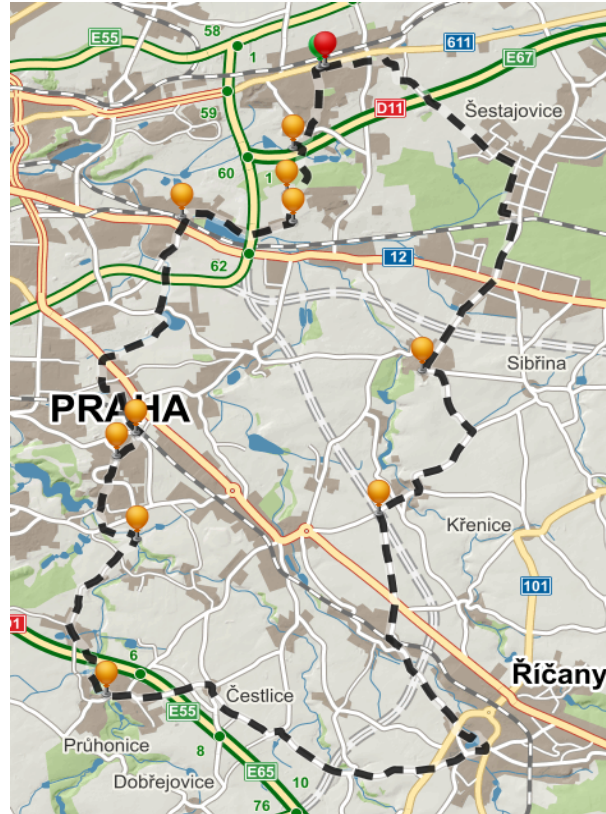 58
E55
1
611
E67
59
D11
Šestajovice
60
1
12
62
Sibřina
PRAHA
Křenice
101
1
6
Říčany
Čestlice
E55
Průhonice
8
E65
Dobřejovice
10
76